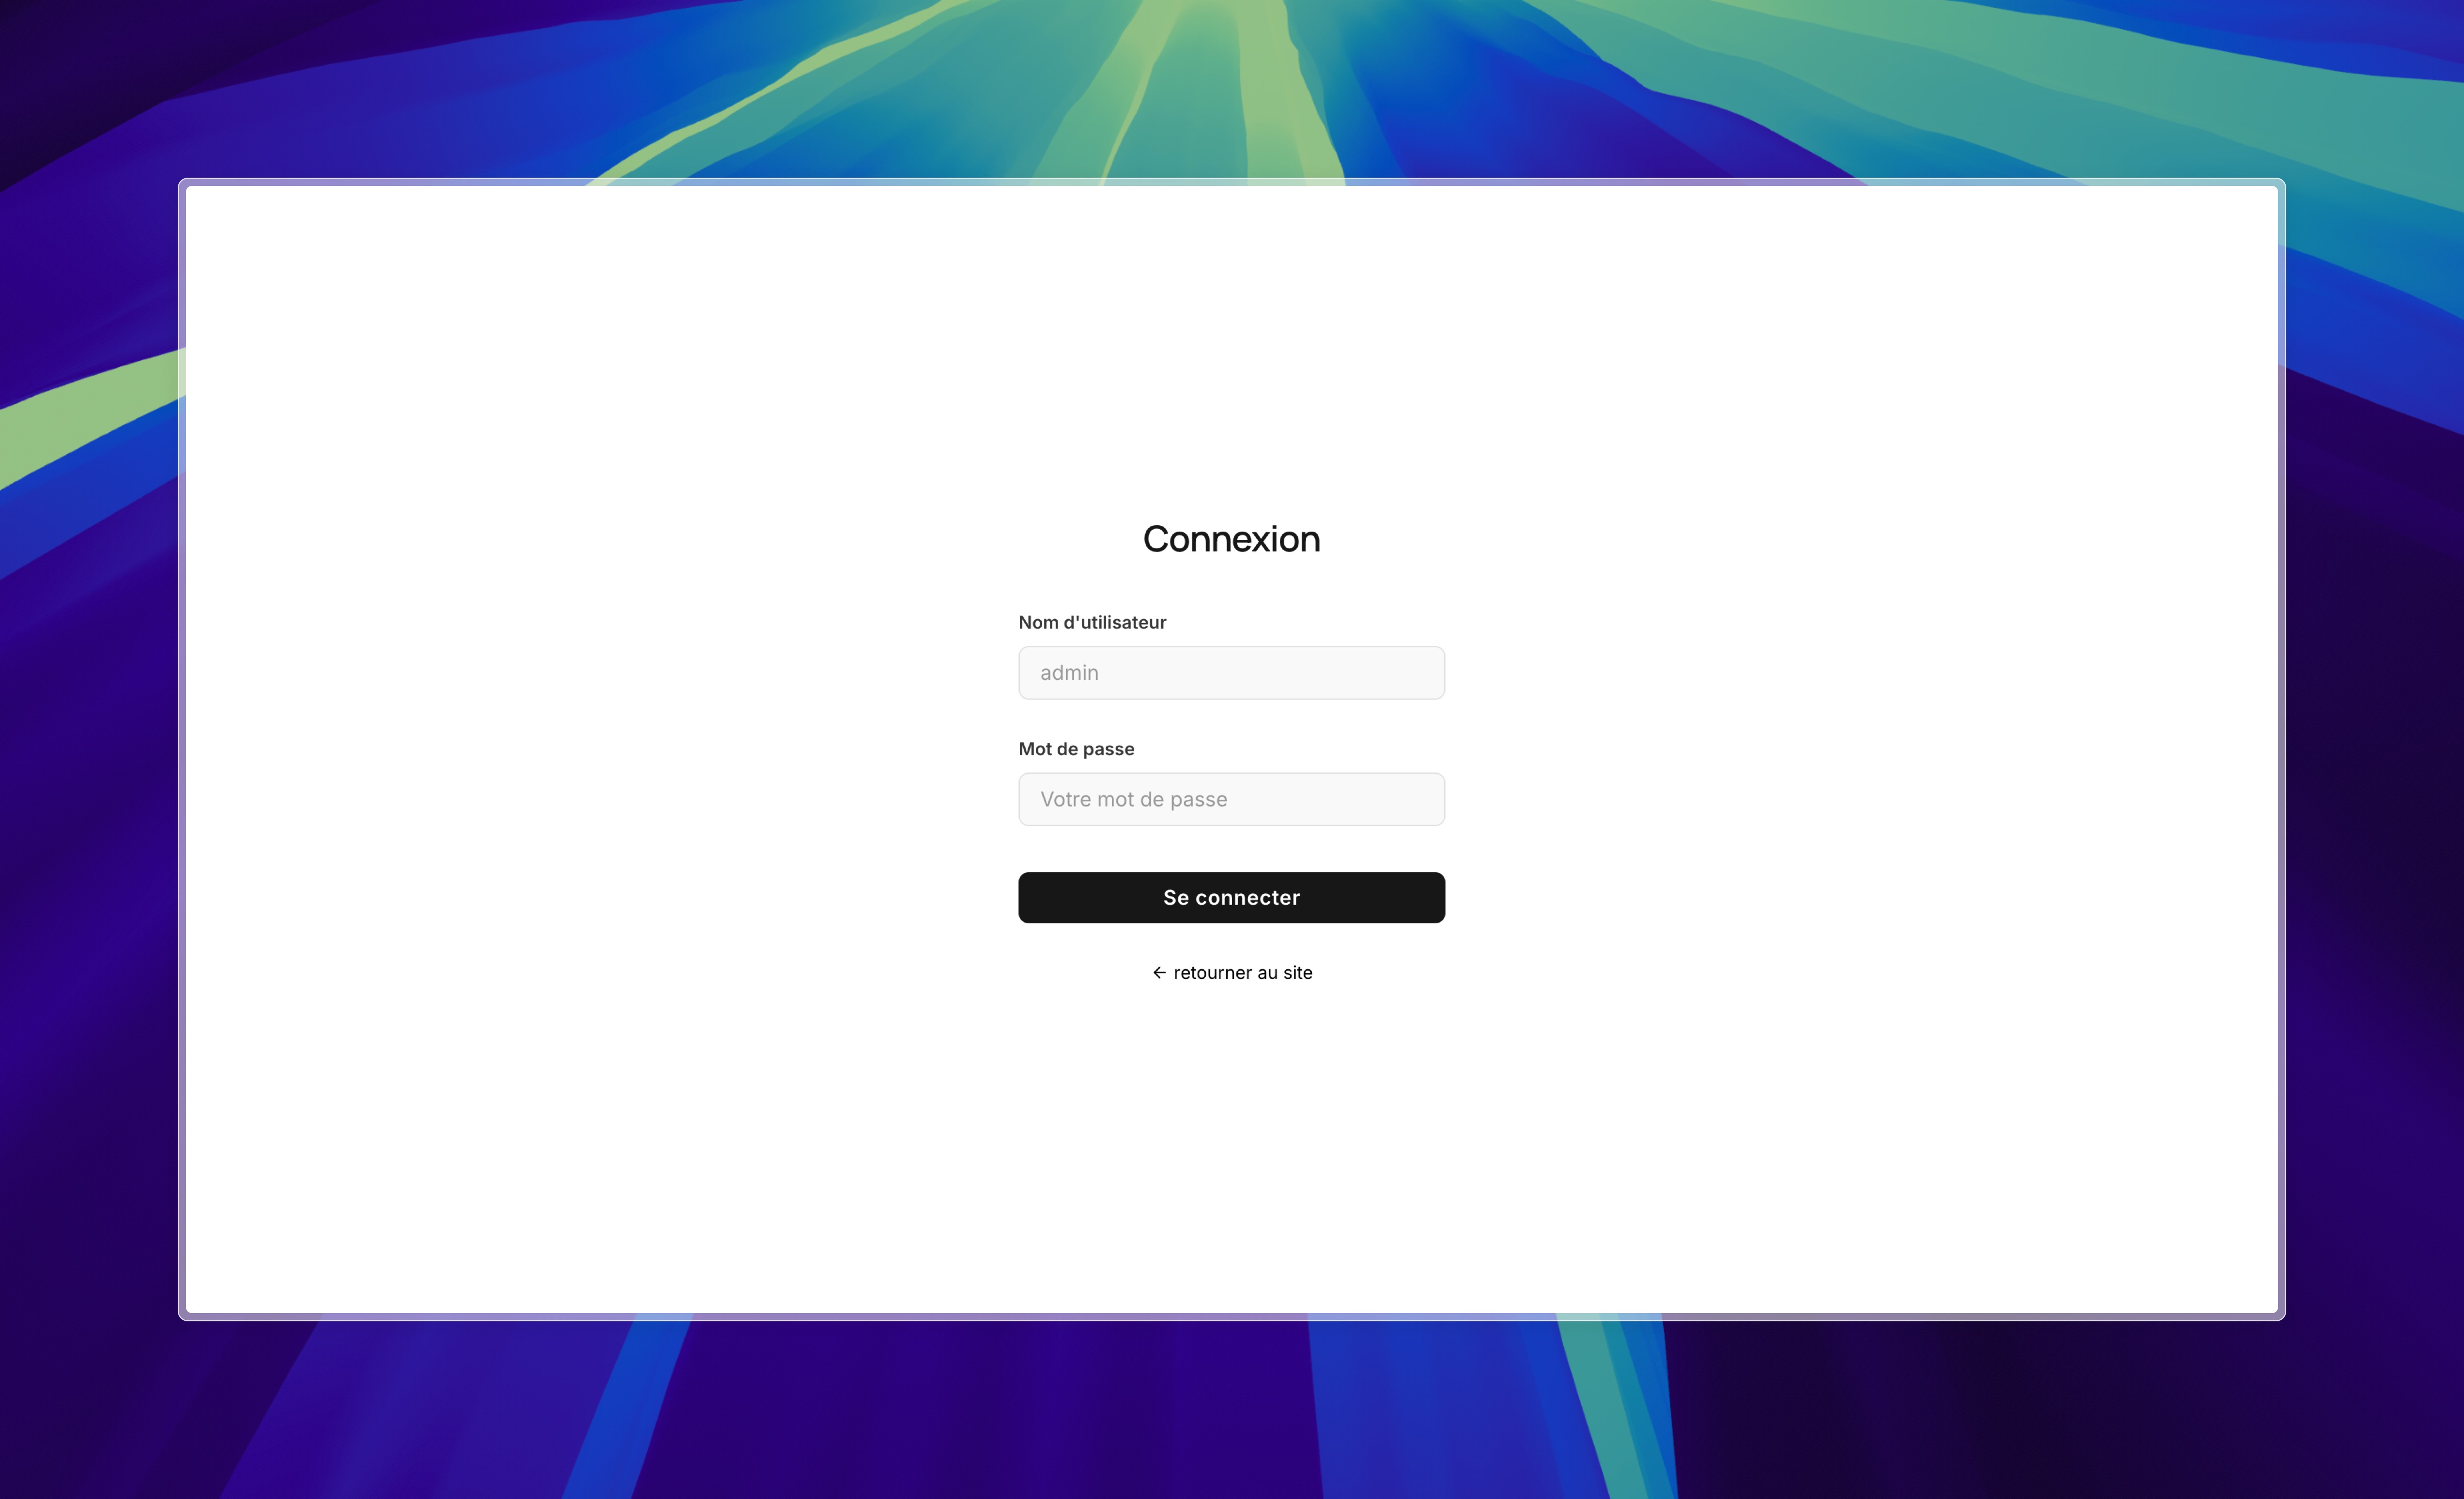 Connexion
Nom d'utilisateur
admin
Mot de passe
Votre mot de passe
Se connecter
← retourner au site